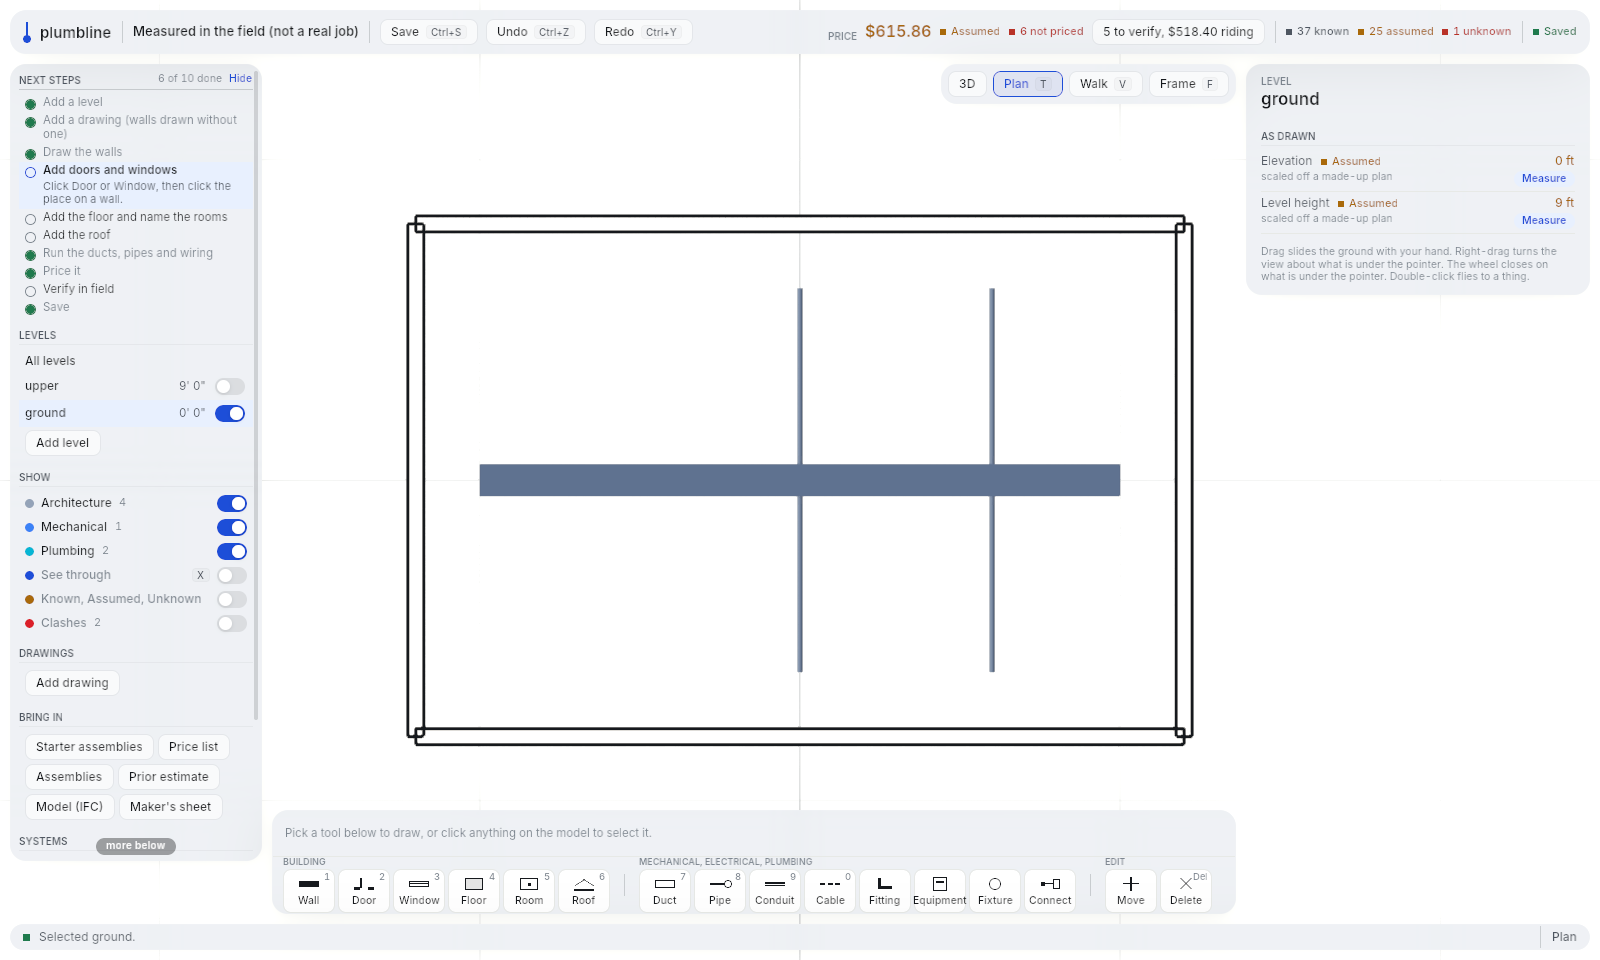 plumbline
Measured in the field (not a real job)
Save Ctrl+S
Undo Ctrl+Z
Redo Ctrl+Y
PRICE $615.86 Assumed 6 not priced
5 to verify, $518.40 riding
37 known 25 assumed 1 unknown
Saved
NEXT STEPS 6 of 10 done Hide
Add a level
Add a drawing (walls drawn without
one)
Draw the walls
Add doors and windows
Click Door or Window, then click the
place on a wall.
Add the floor and name the rooms
Add the roof
Run the ducts, pipes and wiring
Price it
Verify in field
Save
LEVELS
All levels
upper 9' 0"
ground 0' 0"
Add level
SHOW
Architecture 4
Mechanical 1
Plumbing 2
See through X
Known, Assumed, Unknown
Clashes 2
DRAWINGS
Add drawing
BRING IN
Starter assemblies Price list
Assemblies Prior estimate
Model (IFC) Maker's sheet
SYSTEMS
more below
3D
Plan T
Walk V
Frame F
LEVEL
ground
AS DRAWN
Elevation Assumed 0 ft
scaled off a made-up plan Measure
Level height Assumed 9 ft
scaled off a made-up plan Measure
Drag slides the ground with your hand. Right-drag turns the
view about what is under the pointer. The wheel closes on
what is under the pointer. Double-click flies to a thing.
Pick a tool below to draw, or click anything on the model to select it.
BUILDING
Wall 1
Door 2
Window 3
Floor 4
Room 5
Roof 6
MECHANICAL, ELECTRICAL, PLUMBING
Duct 7
Pipe 8
Conduit 9
Cable 0
Fitting
Equipment
Fixture
Connect
EDIT
Move
Delete Del
Selected ground.
Plan